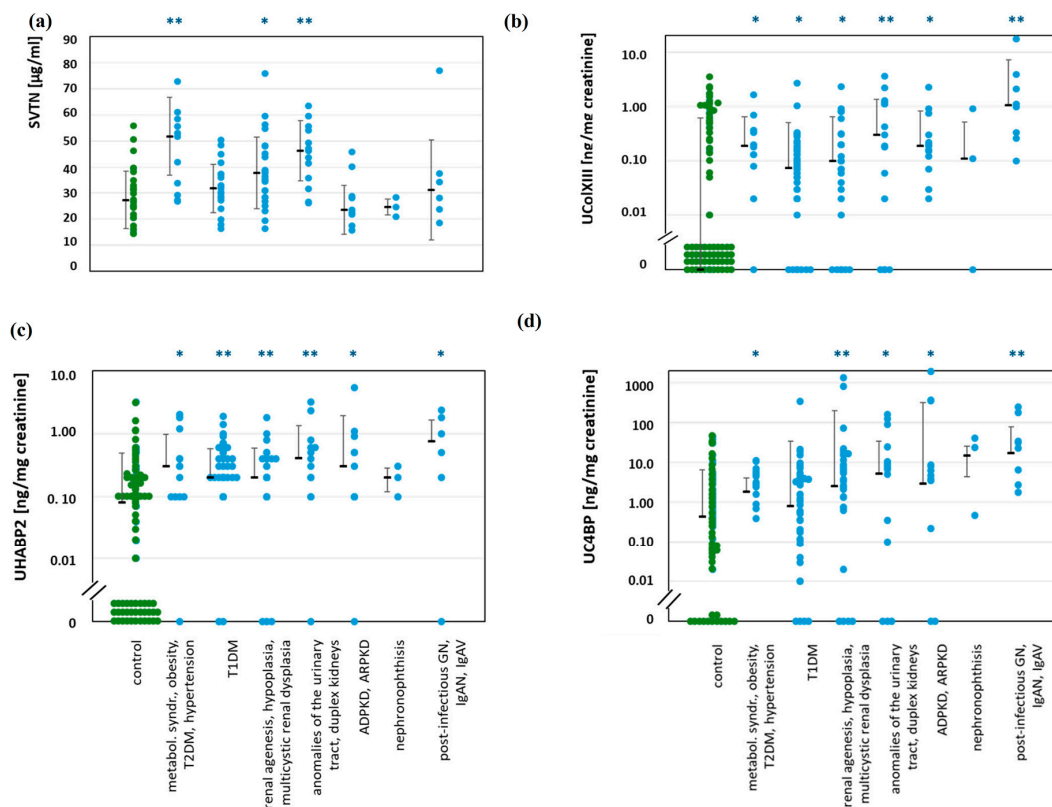 (a)
** * **
SVTN [µg/ml]
90
80
70
60
50
40
30
20
10
0
(b)
* * * ** * **
UColXIII [ng/mg creatinine]
10.0
1.00
0.10
0.01
0
(c)
* ** ** ** * *
UHABP2 [ng/mg creatinine]
10.0
1.00
0.10
0.01
0
control
metabol. syndr., obesity,
T2DM, hypertension
T1DM
renal agenesis, hypoplasia,
multicystic renal dysplasia
anomalies of the urinary
tract, duplex kidneys
ADPKD, ARPKD
nephronophthisis
post-infectious GN,
IgAN, IgAV
(d)
* ** * * **
UC4BP [ng/mg creatinine]
1000
100
10.0
1.00
0.10
0.01
0
control
metabol. syndr., obesity,
T2DM, hypertension
T1DM
renal agenesis, hypoplasia,
multicystic renal dysplasia
anomalies of the urinary
tract, duplex kidneys
ADPKD, ARPKD
nephronophthisis
post-infectious GN,
IgAN, IgAV